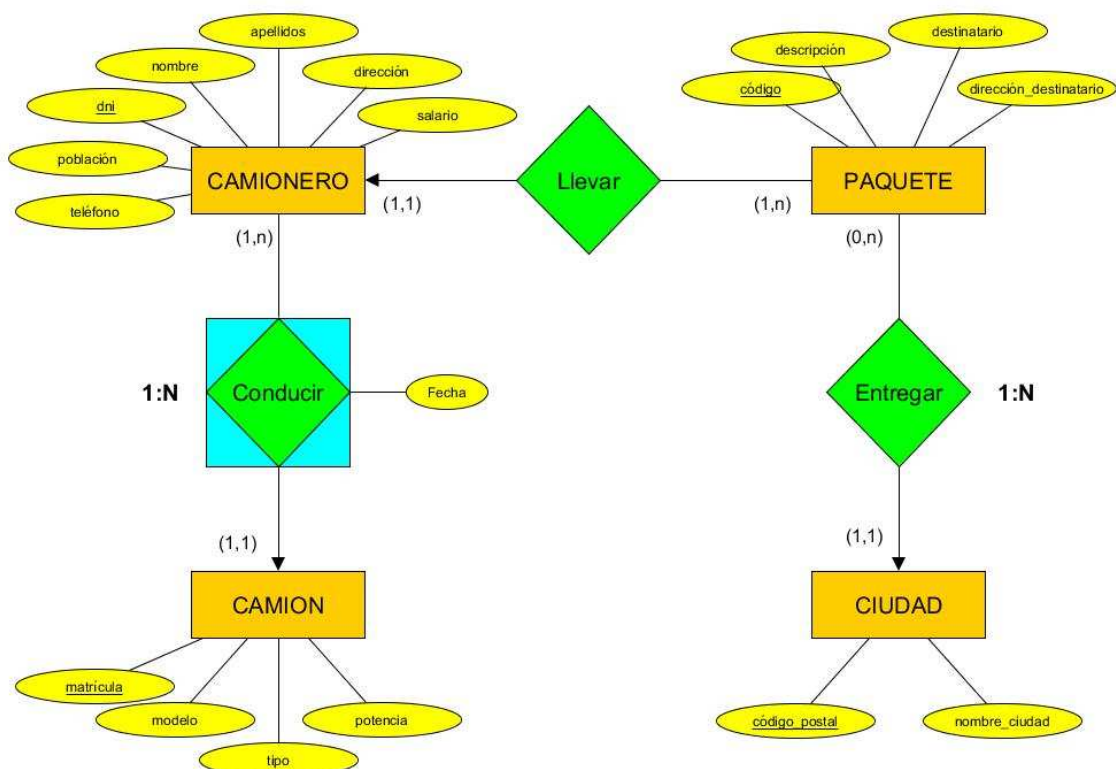 apellidos
destinatario
nombre
descripción
dirección
dni
código
dirección_destinatario
salario
población
CAMIONERO
Llevar
PAQUETE
teléfono
(1,1)
(1,n)
(1,n)
(0,n)
1:N
Conducir
Fecha
Entregar
1:N
(1,1)
(1,1)
CAMION
CIUDAD
matrícula
modelo
potencia
código_postal
nombre_ciudad
tipo